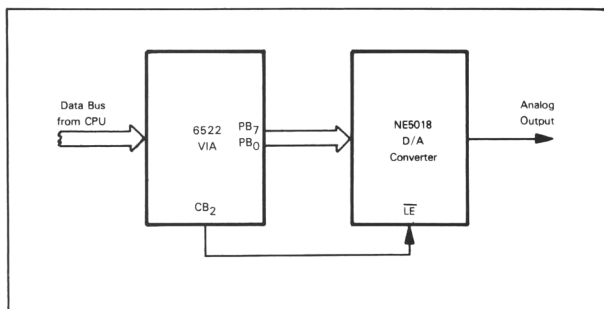 Data Bus
from CPU
6522
VIA
PB7
PB0
CB2
NE5018
D/A
Converter
LE
Analog
Output